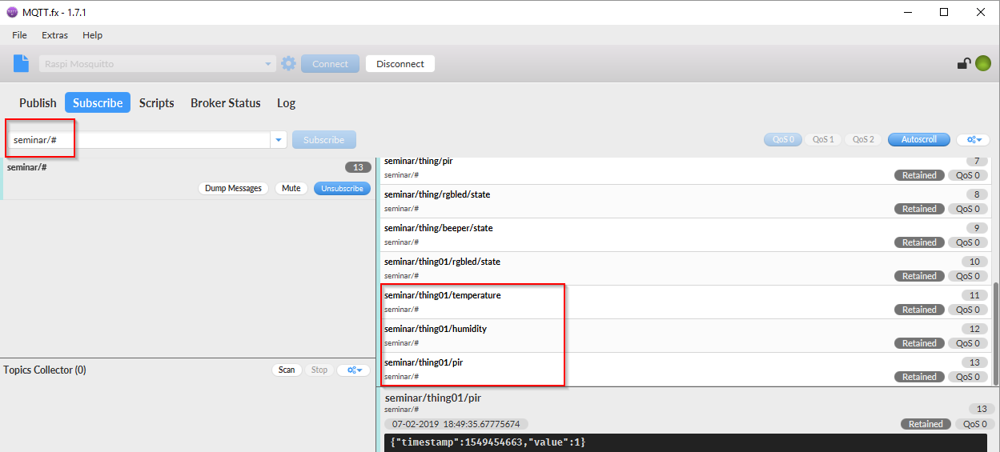 MQTT.fx - 1.7.1
File Extras Help
Raspi Mosquitto Connect Disconnect
Publish Subscribe Scripts Broker Status Log
seminar/# Subscribe QoS 0 QoS 1 QoS 2 Autoscroll
seminar/# 13
Dump Messages Mute Unsubscribe
seminar/thing/pir 7
seminar/# Retained QoS 0
seminar/thing/rgbled/state 8
seminar/# Retained QoS 0
seminar/thing/beeper/state 9
seminar/# Retained QoS 0
seminar/thing01/rgbled/state 10
seminar/# Retained QoS 0
seminar/thing01/temperature 11
seminar/# Retained QoS 0
seminar/thing01/humidity 12
seminar/# Retained QoS 0
seminar/thing01/pir 13
seminar/# Retained QoS 0
Topics Collector (0) Scan Stop
seminar/thing01/pir
seminar/# 13
07-02-2019 18:49:35.67775674 Retained QoS 0
{"timestamp":1549454663,"value":1}